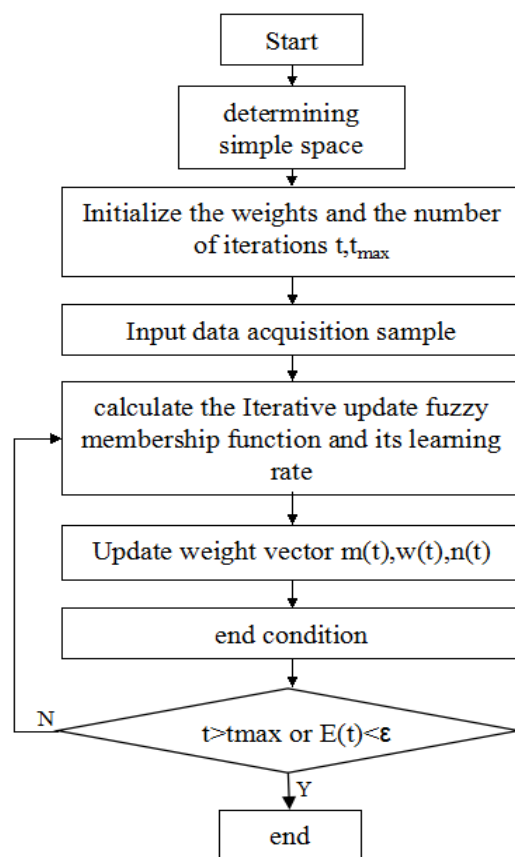 Start
determining
simple space
Initialize the weights and the number
of iterations t,tmax
Input data acquisition sample
calculate the Iterative update fuzzy
membership function and its learning
rate
Update weight vector m(t),w(t),n(t)
end condition
N
t>tmax or E(t)<ε
Y
end